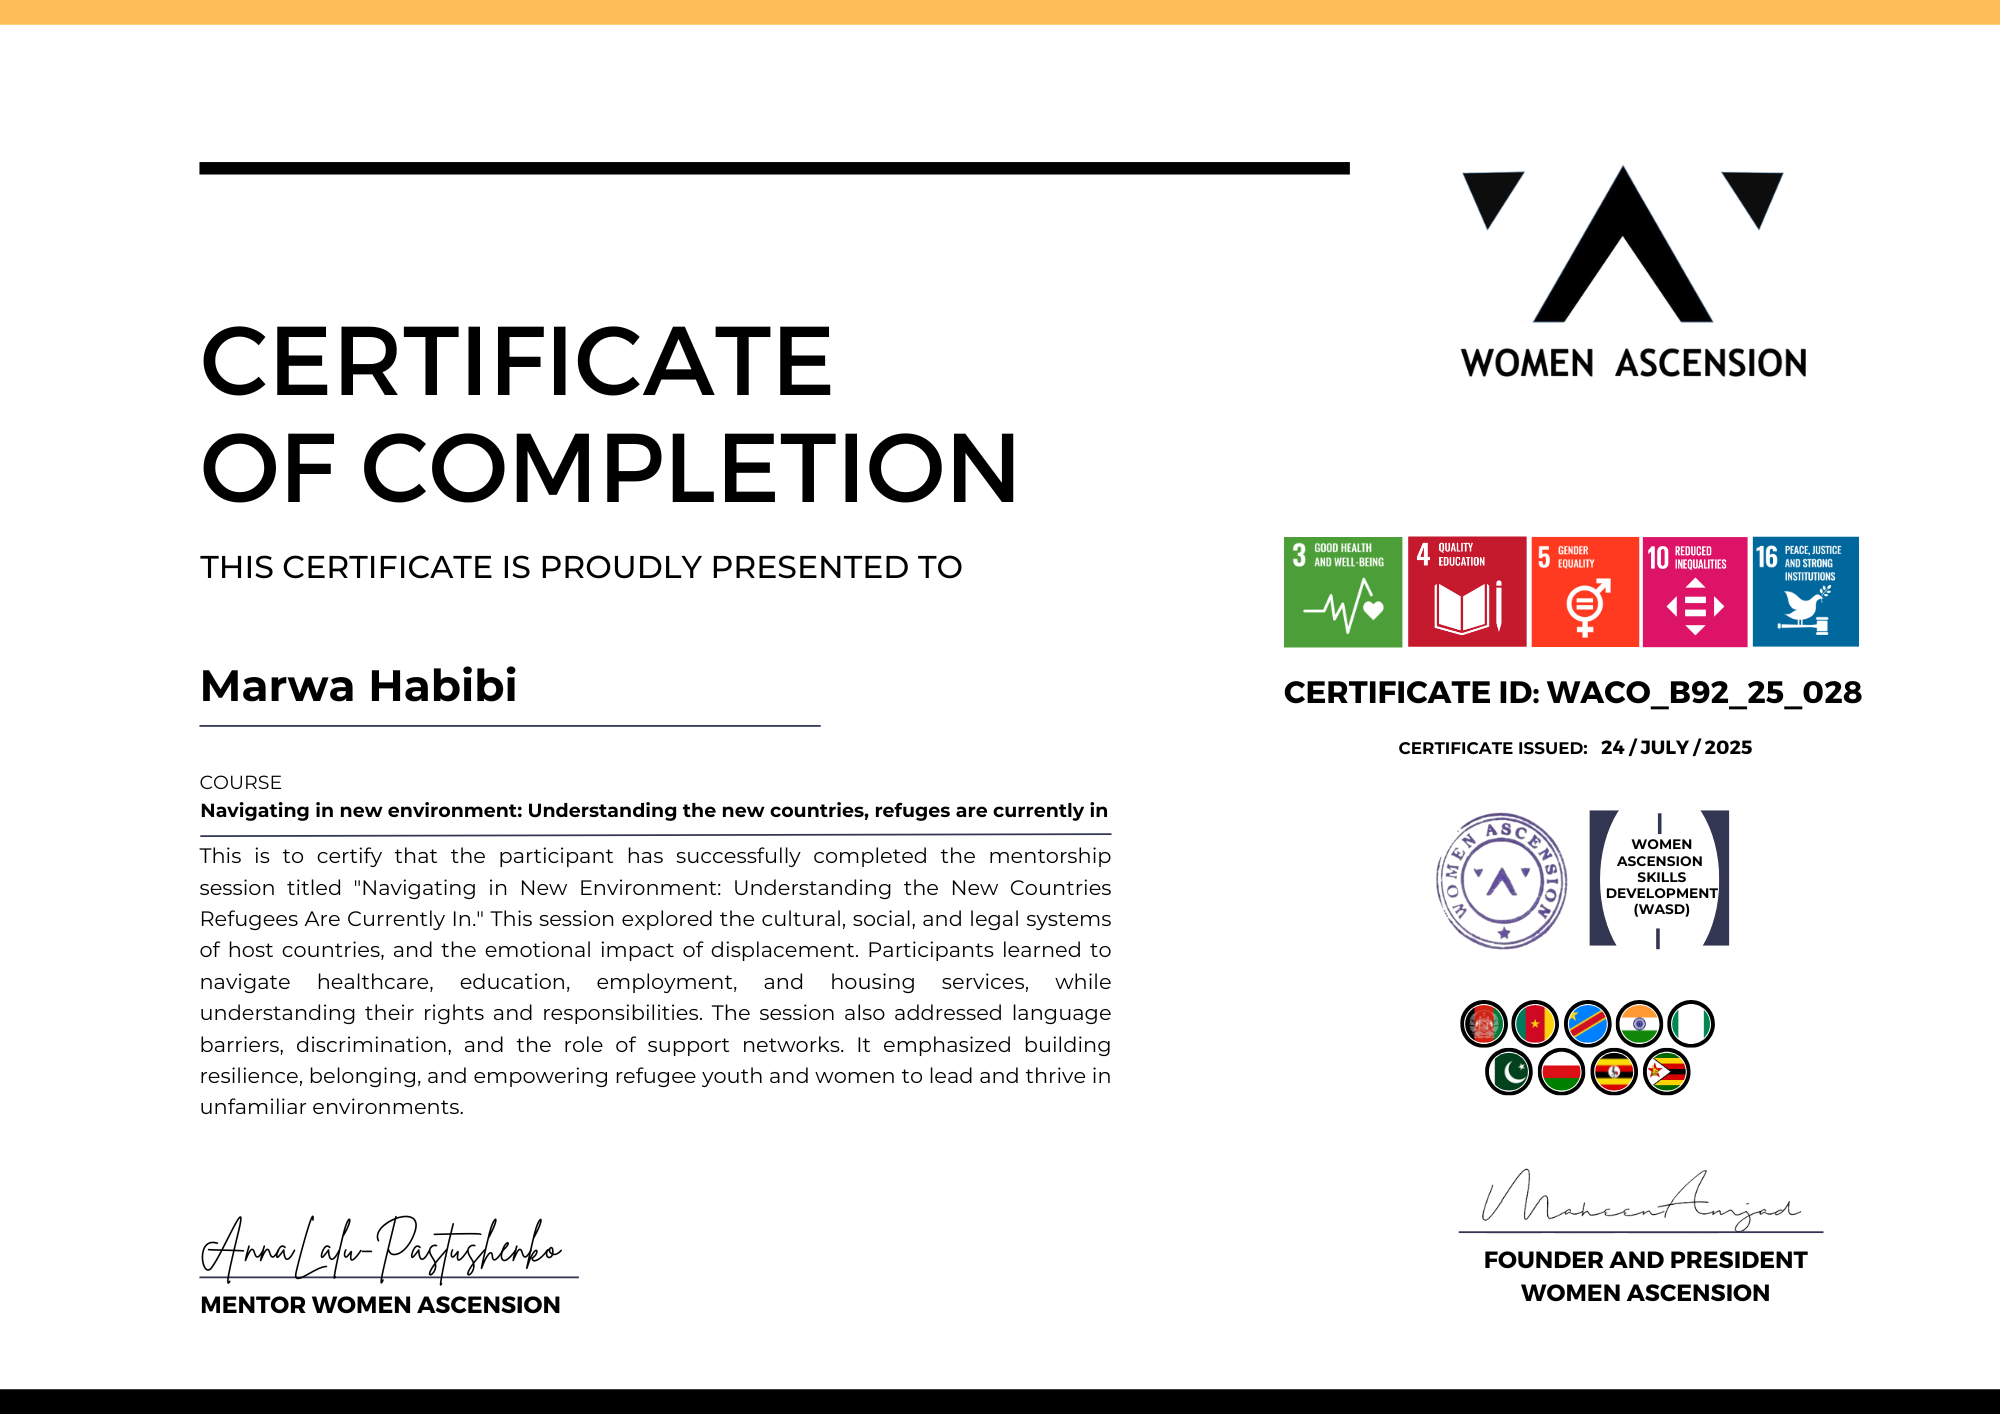 WOMEN ASCENSION
CERTIFICATE
OF COMPLETION
THIS CERTIFICATE IS PROUDLY PRESENTED TO
Marwa Habibi
COURSE
Navigating in new environment: Understanding the new countries, refuges are currently in
This is to certify that the participant has successfully completed the mentorship
session titled "Navigating in New Environment: Understanding the New Countries
Refugees Are Currently In." This session explored the cultural, social, and legal systems
of host countries, and the emotional impact of displacement. Participants learned to
navigate healthcare, education, employment, and housing services, while
understanding their rights and responsibilities. The session also addressed language
barriers, discrimination, and the role of support networks. It emphasized building
resilience, belonging, and empowering refugee youth and women to lead and thrive in
unfamiliar environments.
Anna Lalu-Pastushenko
MENTOR WOMEN ASCENSION
3 GOOD HEALTH
AND WELL-BEING
4 QUALITY
EDUCATION
5 GENDER
EQUALITY
10 REDUCED
INEQUALITIES
16 PEACE, JUSTICE
AND STRONG
INSTITUTIONS
CERTIFICATE ID: WACO_B92_25_028
CERTIFICATE ISSUED: 24 / JULY / 2025
WOMEN ASCENSION
WOMEN
ASCENSION
SKILLS
DEVELOPMENT
(WASD)
Maheen Amjad
FOUNDER AND PRESIDENT
WOMEN ASCENSION